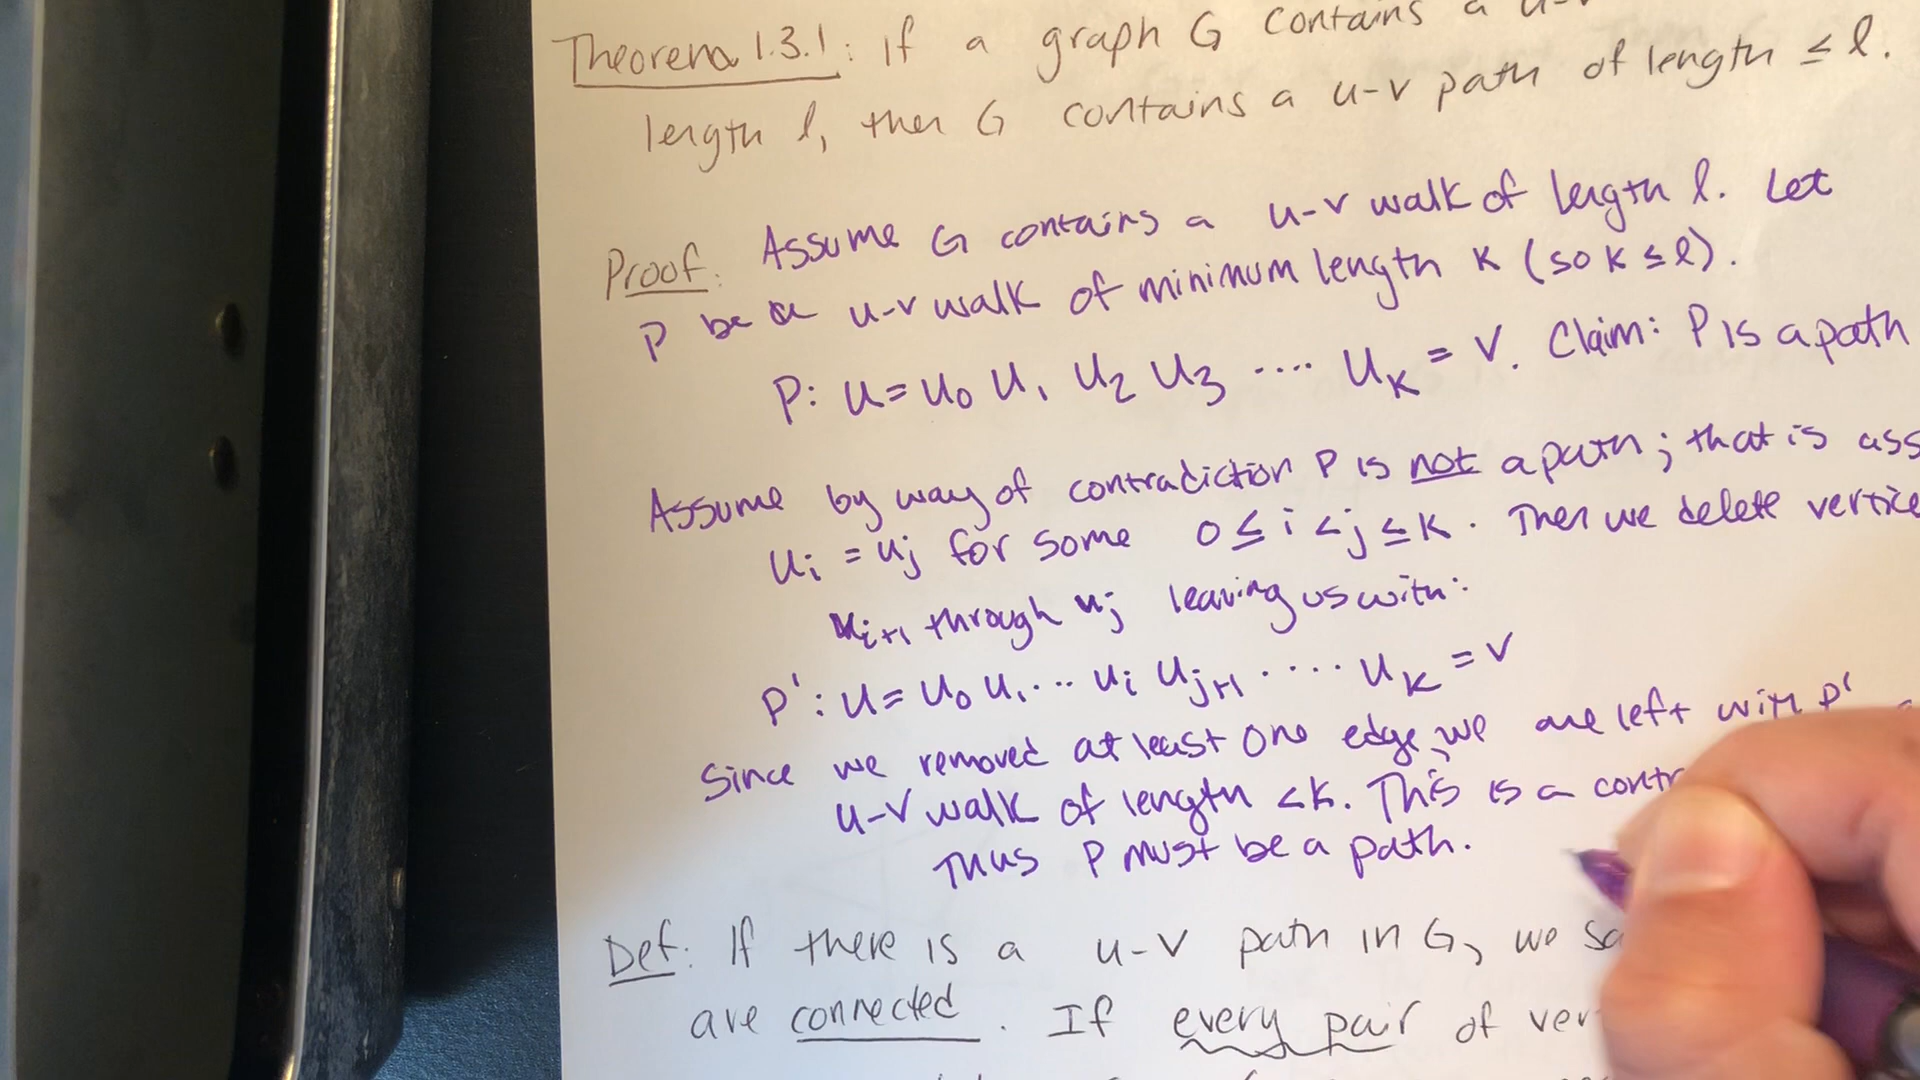 Theorem 1.3.1: If a graph G contains a u-v
length l, then G contains a u-v path of length ≤ l.
Proof: Assume G contains a u-v walk of length l. Let
P be a u-v walk of minimum length k (so k ≤ l).
P: u = u₀ u₁ u₂ u₃ .... uₖ = v. Claim: P is a path
Assume by way of contradiction P is not a path; that is ass
uᵢ = uⱼ for some 0 ≤ i < j ≤ k. Then we delete vertice
uᵢ₊₁ through uⱼ leaving us with:
P': u = u₀ u₁... uᵢ uⱼ₊₁ ..... uₖ = v
Since we removed at least one edge, we are left with P'
u-v walk of length < k. This is a contr
Thus P must be a path.
Def: If there is a u-v path in G, we sa
are connected. If every pair of ver